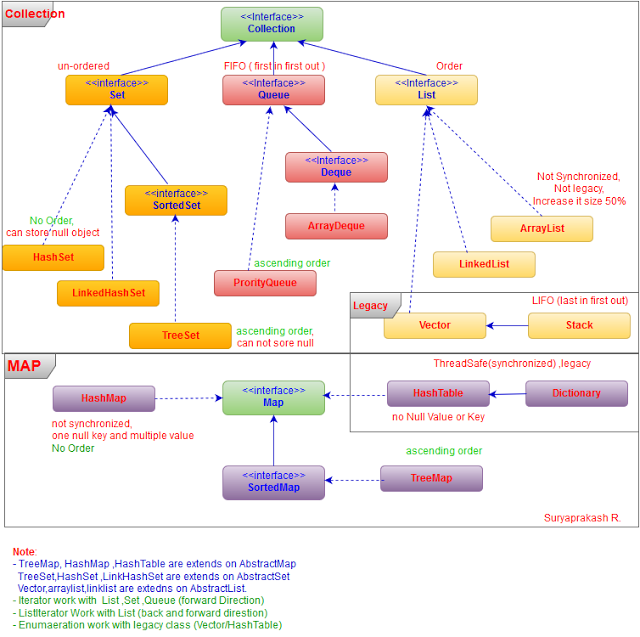 Collection
<<Interface>>
Collection
un-ordered
FIFO ( first in first out )
Order
<<interface>>
Set
<<Interface>>
Queue
<<Interface>>
List
<<Interface>>
Deque
<<interface>>
SortedSet
Not Synchronized,
Not legacy,
Increase it size 50%
No Order,
can store null object
ArrayDeque
ArrayList
HashSet
ascending order
LinkedList
ProrityQueue
LinkedHashSet
Legacy
LIFO (last in first out)
Vector
Stack
TreeSet
ascending order,
can not sore null
MAP
ThreadSafe(synchronized) ,legacy
HashMap
<<interface>>
Map
HashTable
Dictionary
not synchronized,
one null key and multiple value
No Order
no Null Value or Key
ascending order
<<interface>>
SortedMap
TreeMap
Suryaprakash R.
Note:
- TreeMap, HashMap ,HashTable are extends on AbstractMap
TreeSet,HashSet ,LinkHashSet are extends on AbstractSet
Vector,arraylist,linklist are extedns on AbstractList.
- Iterator work with List ,Set ,Queue (forward Direction)
- ListIterator Work with List (back and forward direstion)
- Enumaeration work with legacy class (Vector/HashTable)